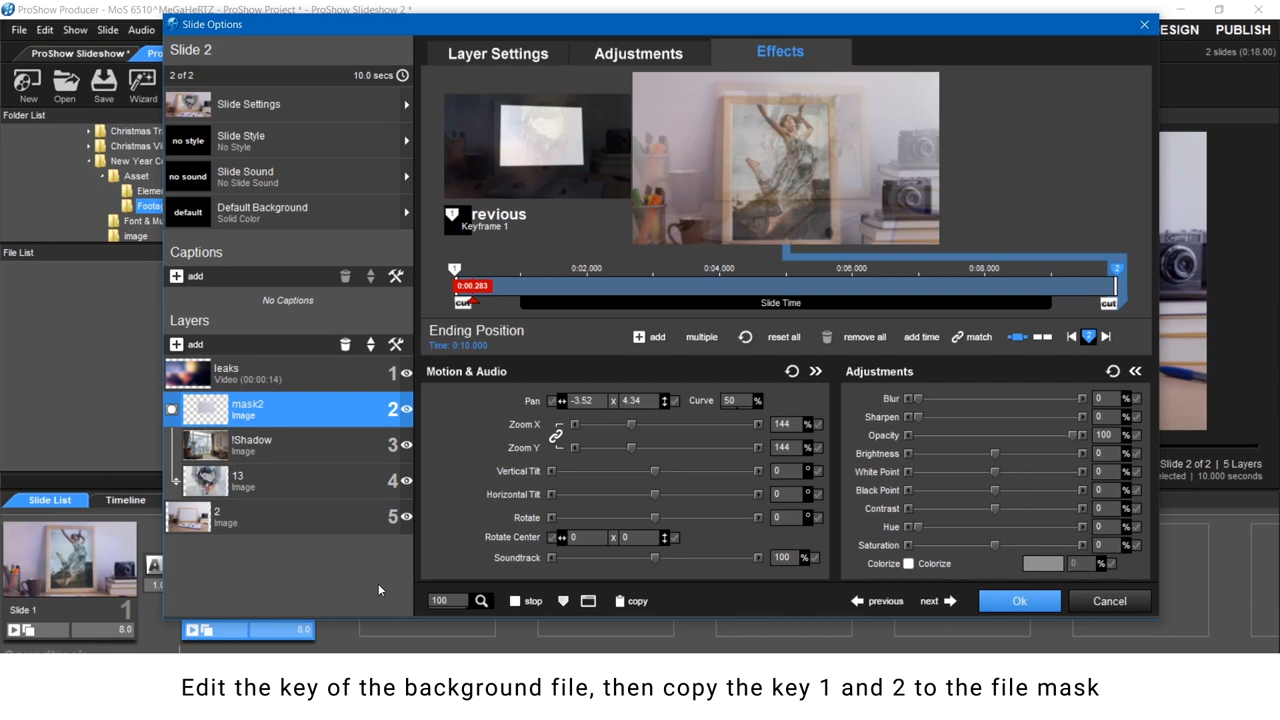 ProShow Producer - MoS 6510^MeGaHeRTZ - ProShow Project * - ProShow Slideshow 2 *
Slide Options
File Edit Show Slide Audio
ESIGN PUBLISH
ProShow Slideshow * Pro
2 slides (0:18.00)
New Open Save Wizard
Folder List
Christmas Tr
Christmas Vi
New Year C
Asset
Eleme
Foota
Font & Mu
image
File List
Slide 2
2 of 2 10.0 secs
Slide Settings
no style
Slide Style
No Style
no sound
Slide Sound
No Slide Sound
default
Default Background
Solid Color
Captions
add
No Captions
Layers
add
leaks
Video (00:00:14)
1
mask2
Image
2
!Shadow
Image
3
13
Image
4
2
Image
5
Layer Settings Adjustments Effects
1 revious
Keyframe 1
1 0:02.000 0:04.000 0:06.000 0:08.000 2
0:00.283
cut Slide Time cut
Ending Position
Time: 0:10.000
add multiple reset all remove all add time match 2
Motion & Audio
Pan -3.52 x 4.34 Curve 50 %
Zoom X 144 %
Zoom Y 144 %
Vertical Tilt 0 °
Horizontal Tilt 0 °
Rotate 0 °
Rotate Center 0 x 0
Soundtrack 100 %
Adjustments
Blur 0 %
Sharpen 0 %
Opacity 100 %
Brightness 0 %
White Point 0 %
Black Point 0 %
Contrast 0 %
Hue 0 %
Saturation 0 %
Colorize Colorize 0 %
100 stop copy previous next Ok Cancel
Slide 2 of 2 | 5 Layers
elected | 10.000 seconds
Slide List Timeline
Slide 1 1
8.0
A
1.0
8.0
Edit the key of the background file, then copy the key 1 and 2 to the file mask